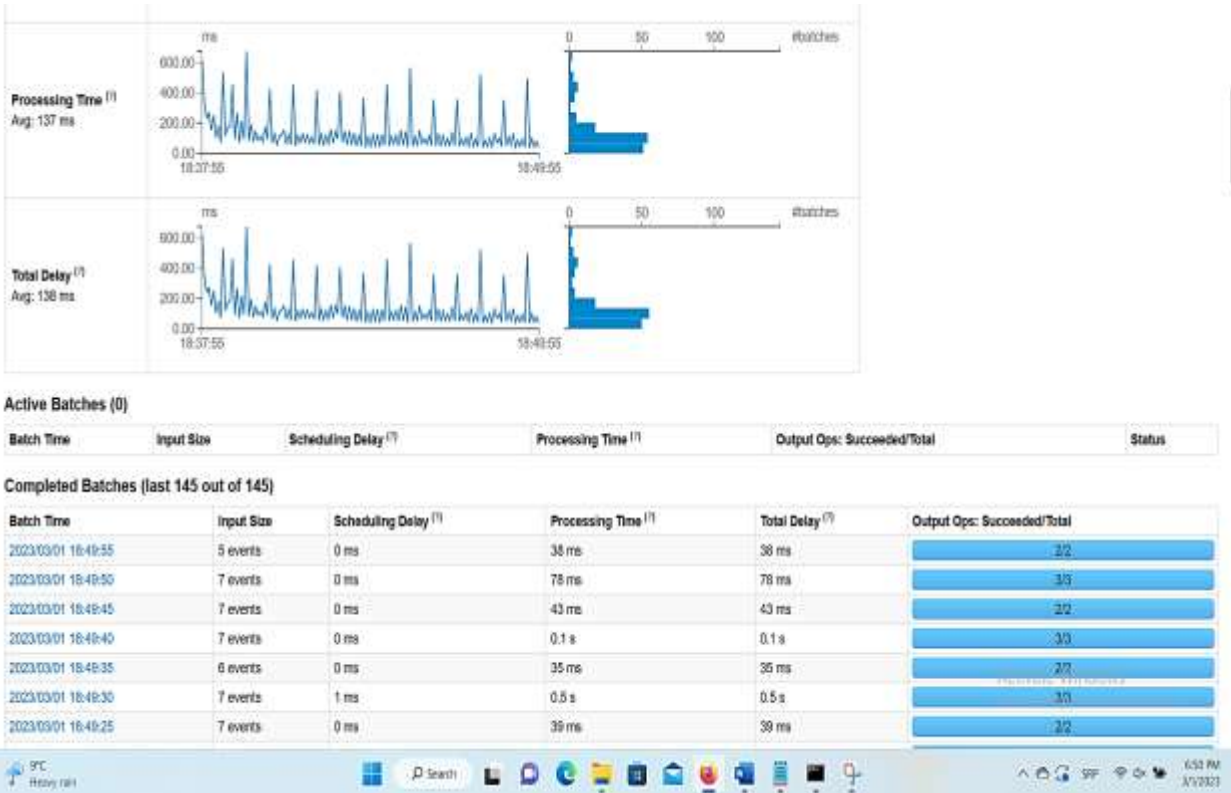 ms 0 50 100 #batches
600.00
400.00
200.00
0.00
18:37:55 18:49:55
Processing Time [?]
Avg: 137 ms
ms 0 50 100 #batches
600.00
400.00
200.00
0.00
18:37:55 18:49:55
Total Delay [?]
Avg: 138 ms
Active Batches (0)
Batch Time Input Size Scheduling Delay [?] Processing Time [?] Output Ops: Succeeded/Total Status
Completed Batches (last 145 out of 145)
Batch Time Input Size Scheduling Delay [?] Processing Time [?] Total Delay [?] Output Ops: Succeeded/Total
2023/03/01 18:49:55 5 events 0 ms 38 ms 38 ms 2/2
2023/03/01 18:49:50 7 events 0 ms 78 ms 78 ms 3/3
2023/03/01 18:49:45 7 events 0 ms 43 ms 43 ms 2/2
2023/03/01 18:49:40 7 events 0 ms 0.1 s 0.1 s 3/3
2023/03/01 18:49:35 6 events 0 ms 35 ms 35 ms 2/2
2023/03/01 18:49:30 7 events 1 ms 0.5 s 0.5 s 3/3
2023/03/01 18:49:25 7 events 0 ms 39 ms 39 ms 2/2
9°C
Heavy rain
Search
6:50 PM
3/1/2023